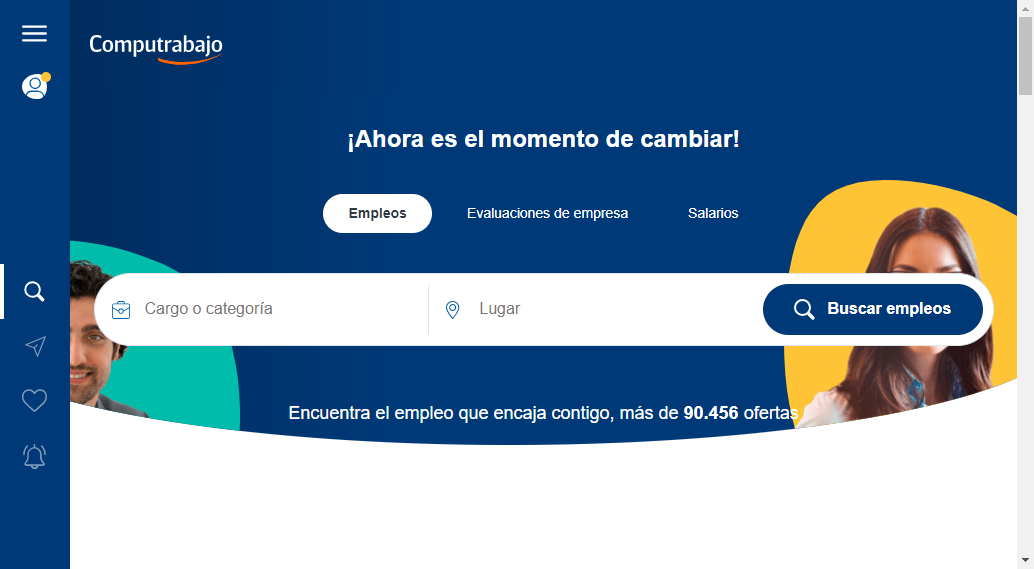 Computrabajo
¡Ahora es el momento de cambiar!
Empleos
Evaluaciones de empresa
Salarios
Cargo o categoría
Lugar
Buscar empleos
Encuentra el empleo que encaja contigo, más de 90.456 ofertas